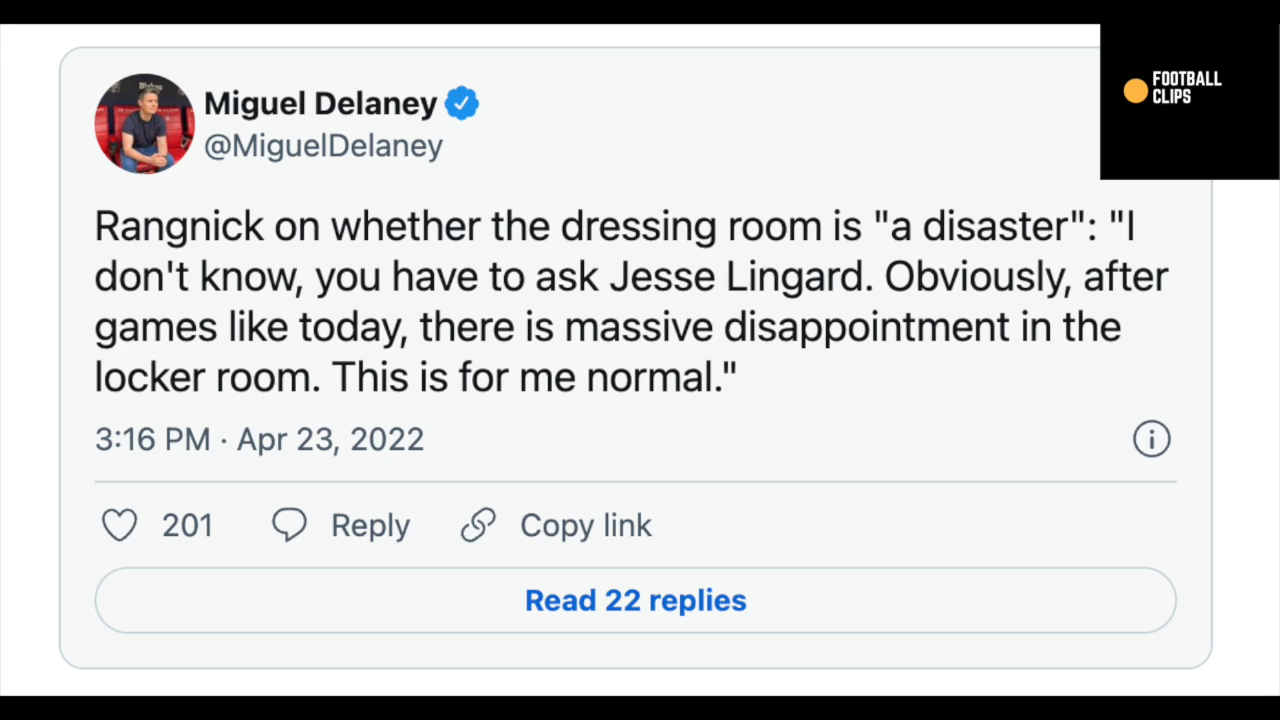 Miguel Delaney
@MiguelDelaney
FOOTBALL
CLIPS
Rangnick on whether the dressing room is "a disaster": "I
don't know, you have to ask Jesse Lingard. Obviously, after
games like today, there is massive disappointment in the
locker room. This is for me normal."
3:16 PM · Apr 23, 2022
201 Reply Copy link
Read 22 replies